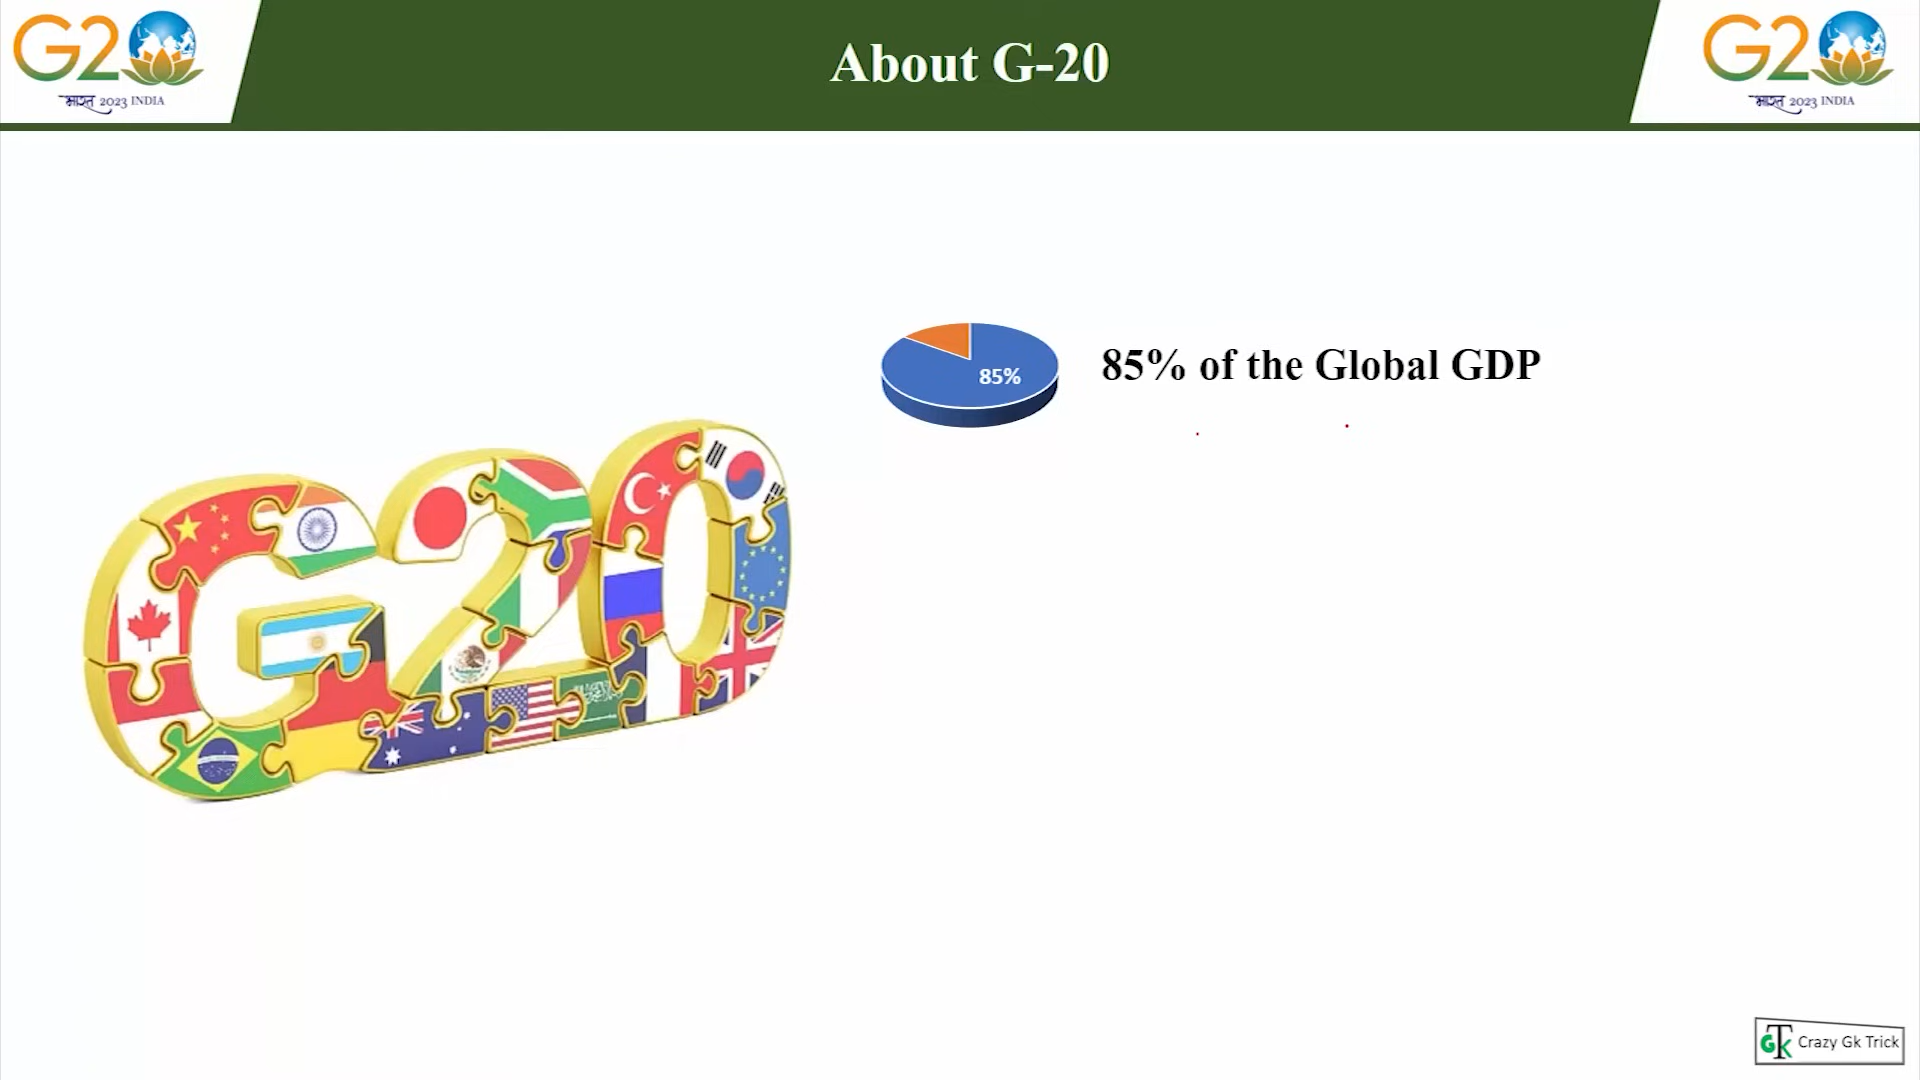 G20
भारत 2023 INDIA
About G-20
G20
भारत 2023 INDIA
85%
85% of the Global GDP
G20
GTK Crazy Gk Trick